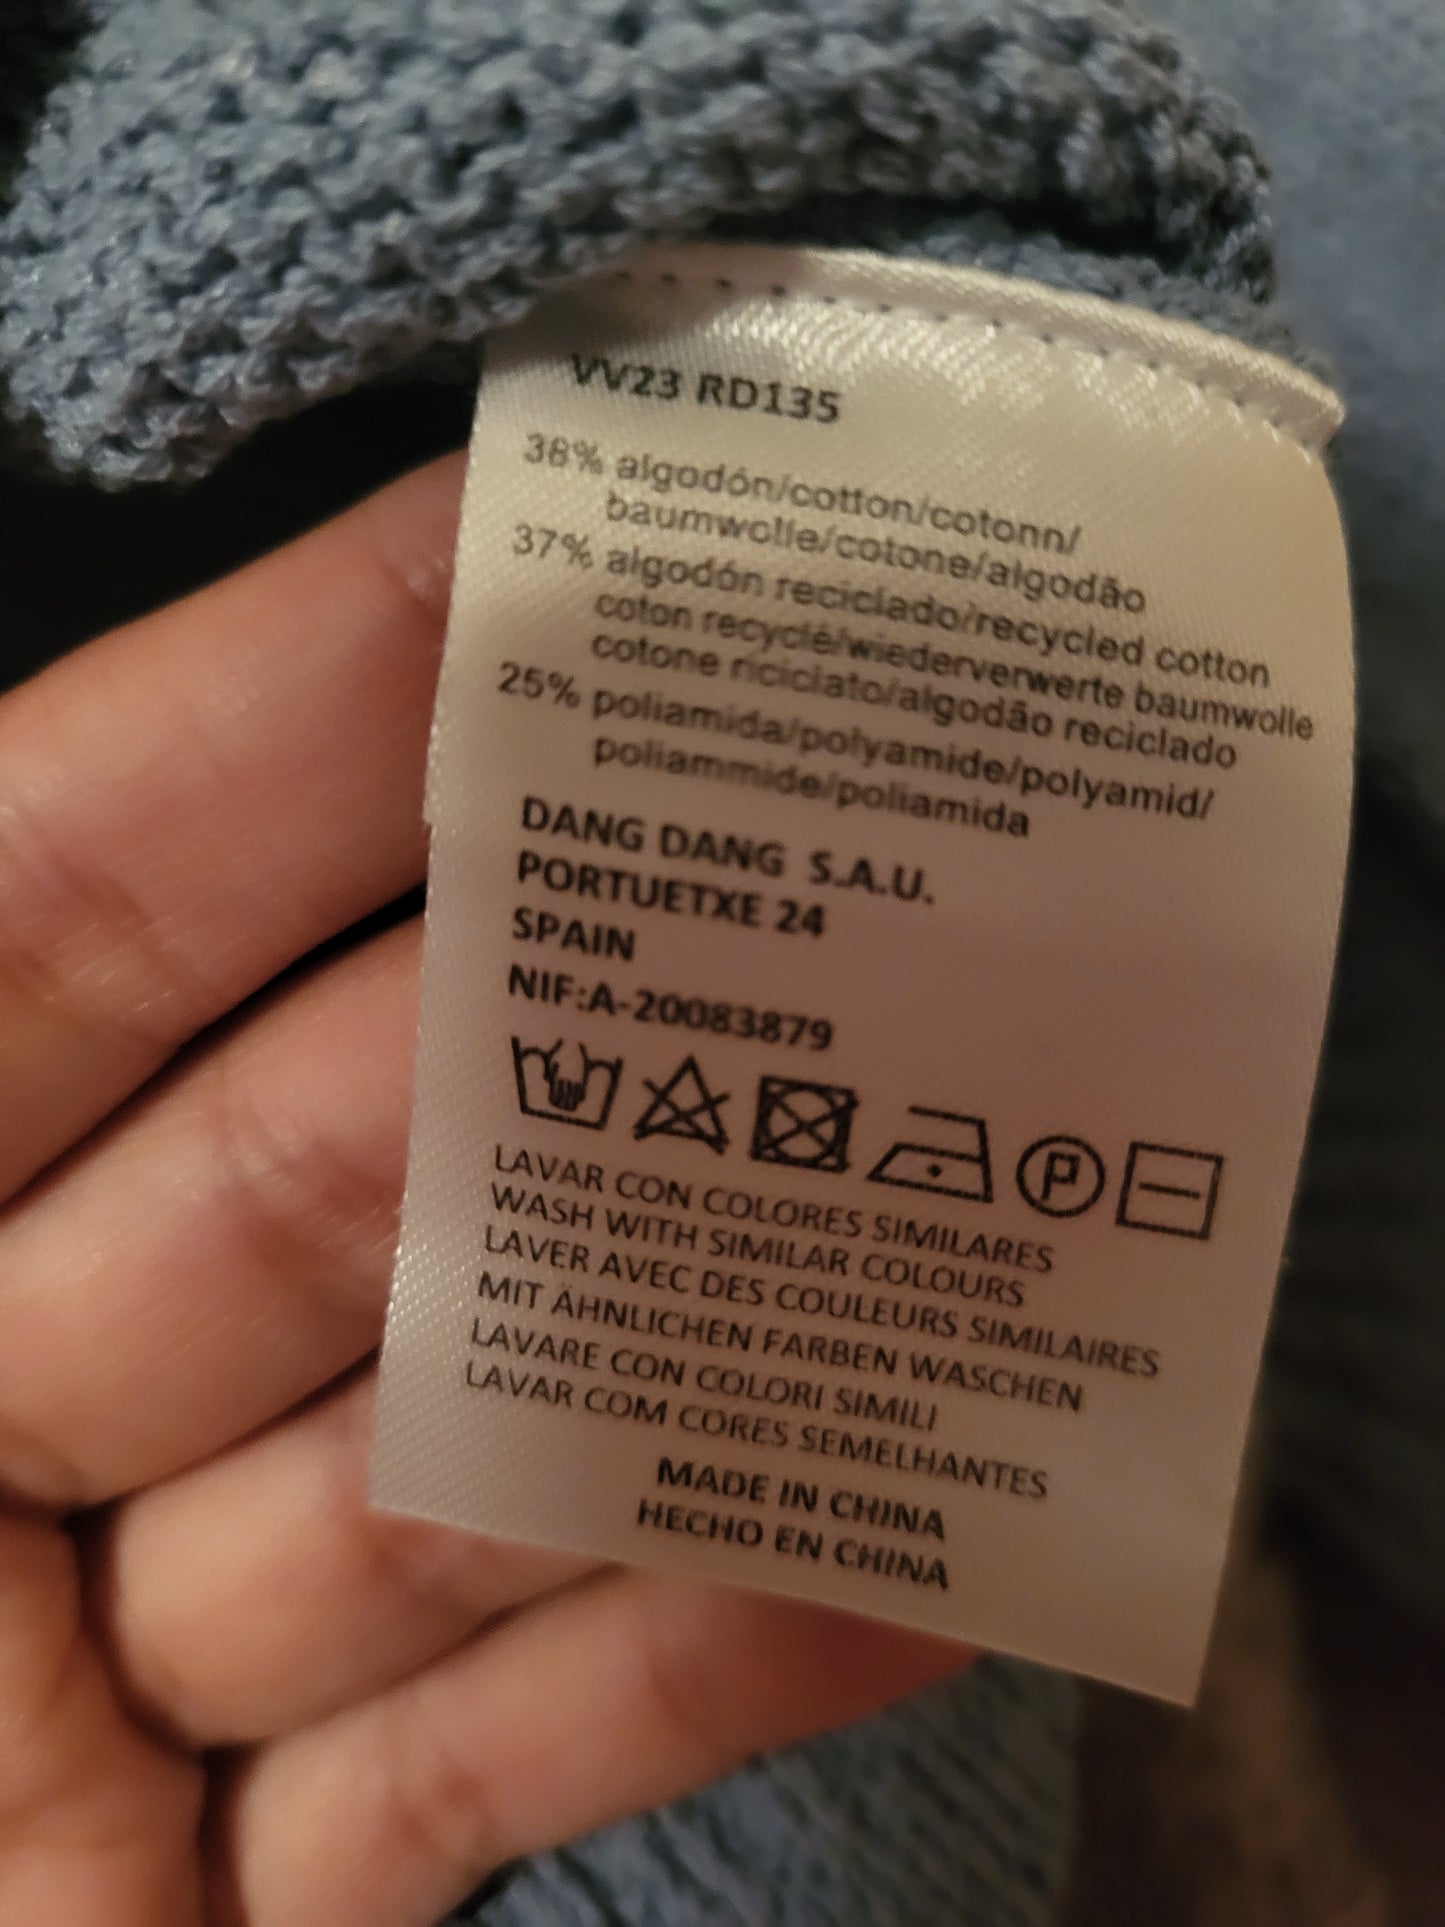 VV23 RD135
38% algodón/cotton/cotonn/
baumwolle/cotone/algodão
37% algodón reciclado/recycled cotton
coton recyclé/wiederverwerte baumwolle
cotone riciclato/algodão reciclado
25% poliamida/polyamide/polyamid/
poliammide/poliamida
DANG DANG S.A.U.
PORTUETXE 24
SPAIN
NIF:A-20083879
P
LAVAR CON COLORES SIMILARES
WASH WITH SIMILAR COLOURS
LAVER AVEC DES COULEURS SIMILAIRES
MIT ÄHNLICHEN FARBEN WASCHEN
LAVARE CON COLORI SIMILI
LAVAR COM CORES SEMELHANTES
MADE IN CHINA
HECHO EN CHINA